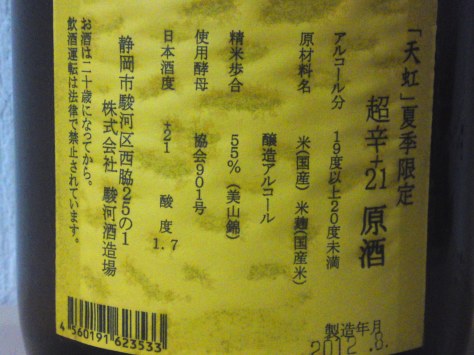 「天虹」夏季限定
超辛+21 原酒
アルコール分 19度以上20度未満
原材料名 米(国産) 米麹(国産米)
醸造アルコール
精米歩合 55%(美山錦)
使用酵母 協会901号
日本酒度 +21 酸度 1.7
静岡市駿河区西脇25の1
株式会社 駿河酒造場
お酒は二十歳になってから。
飲酒運転は法律で禁止されています。
製造年月
2012.8.
4560191623533